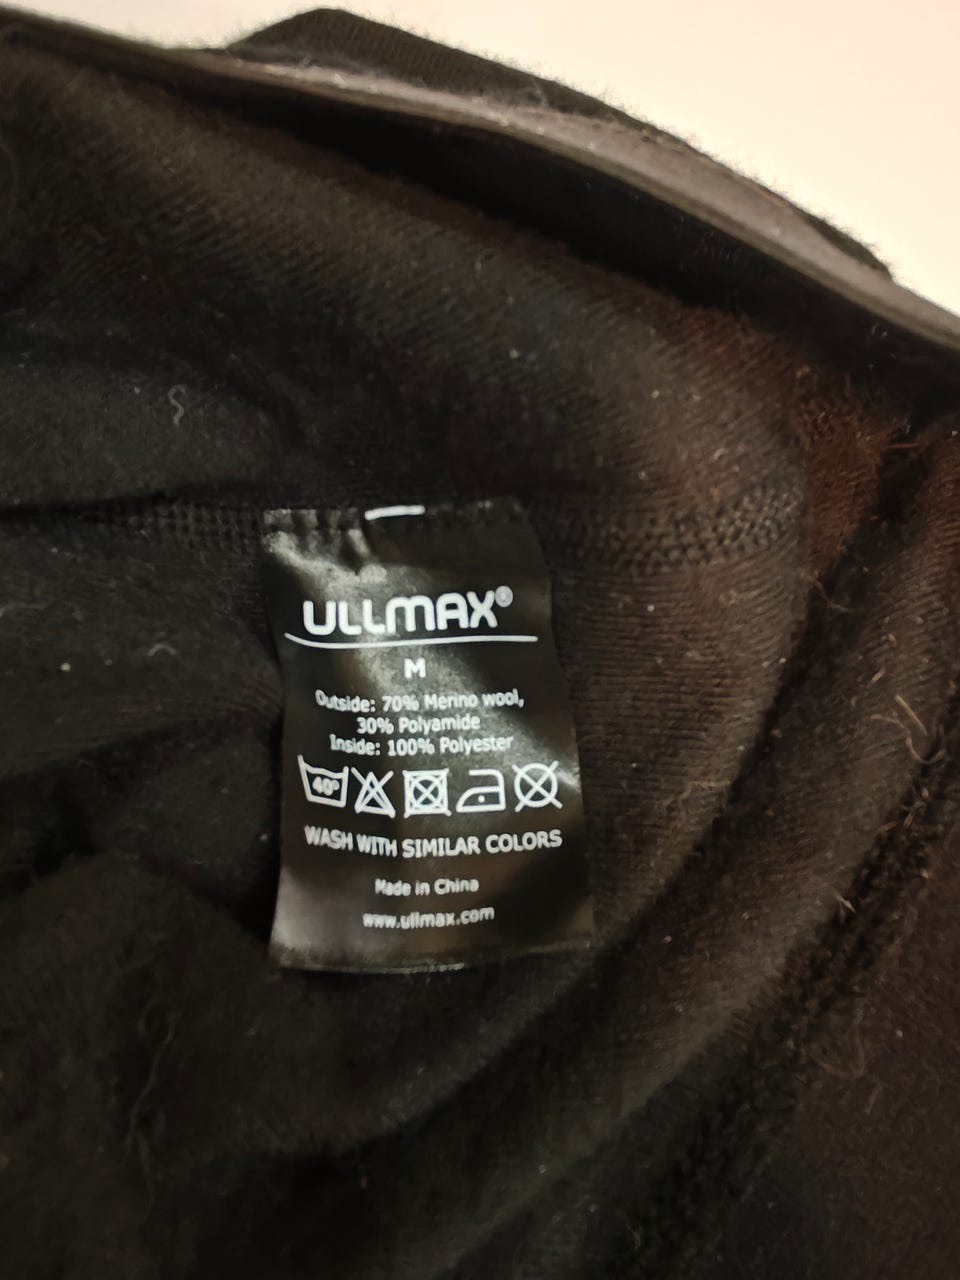 ULLMAX®
M
Outside: 70% Merino wool,
30% Polyamide
Inside: 100% Polyester
40°
WASH WITH SIMILAR COLORS
Made in China
www.ullmax.com